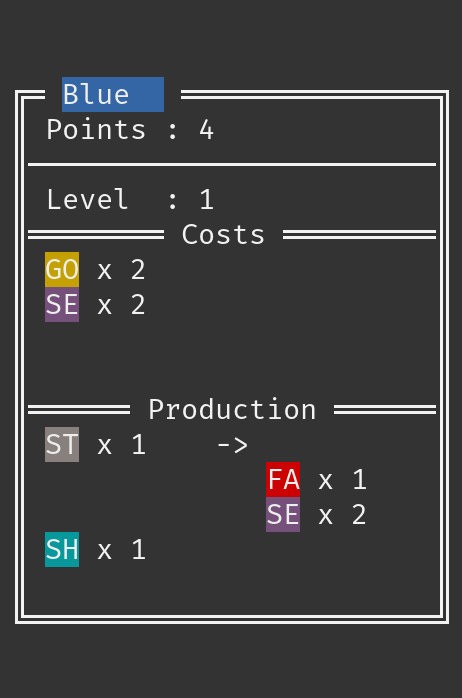 Blue
Points : 4
Level : 1
Costs
GO x 2
SE x 2
Production
ST x 1 ->
FA x 1
SE x 2
SH x 1